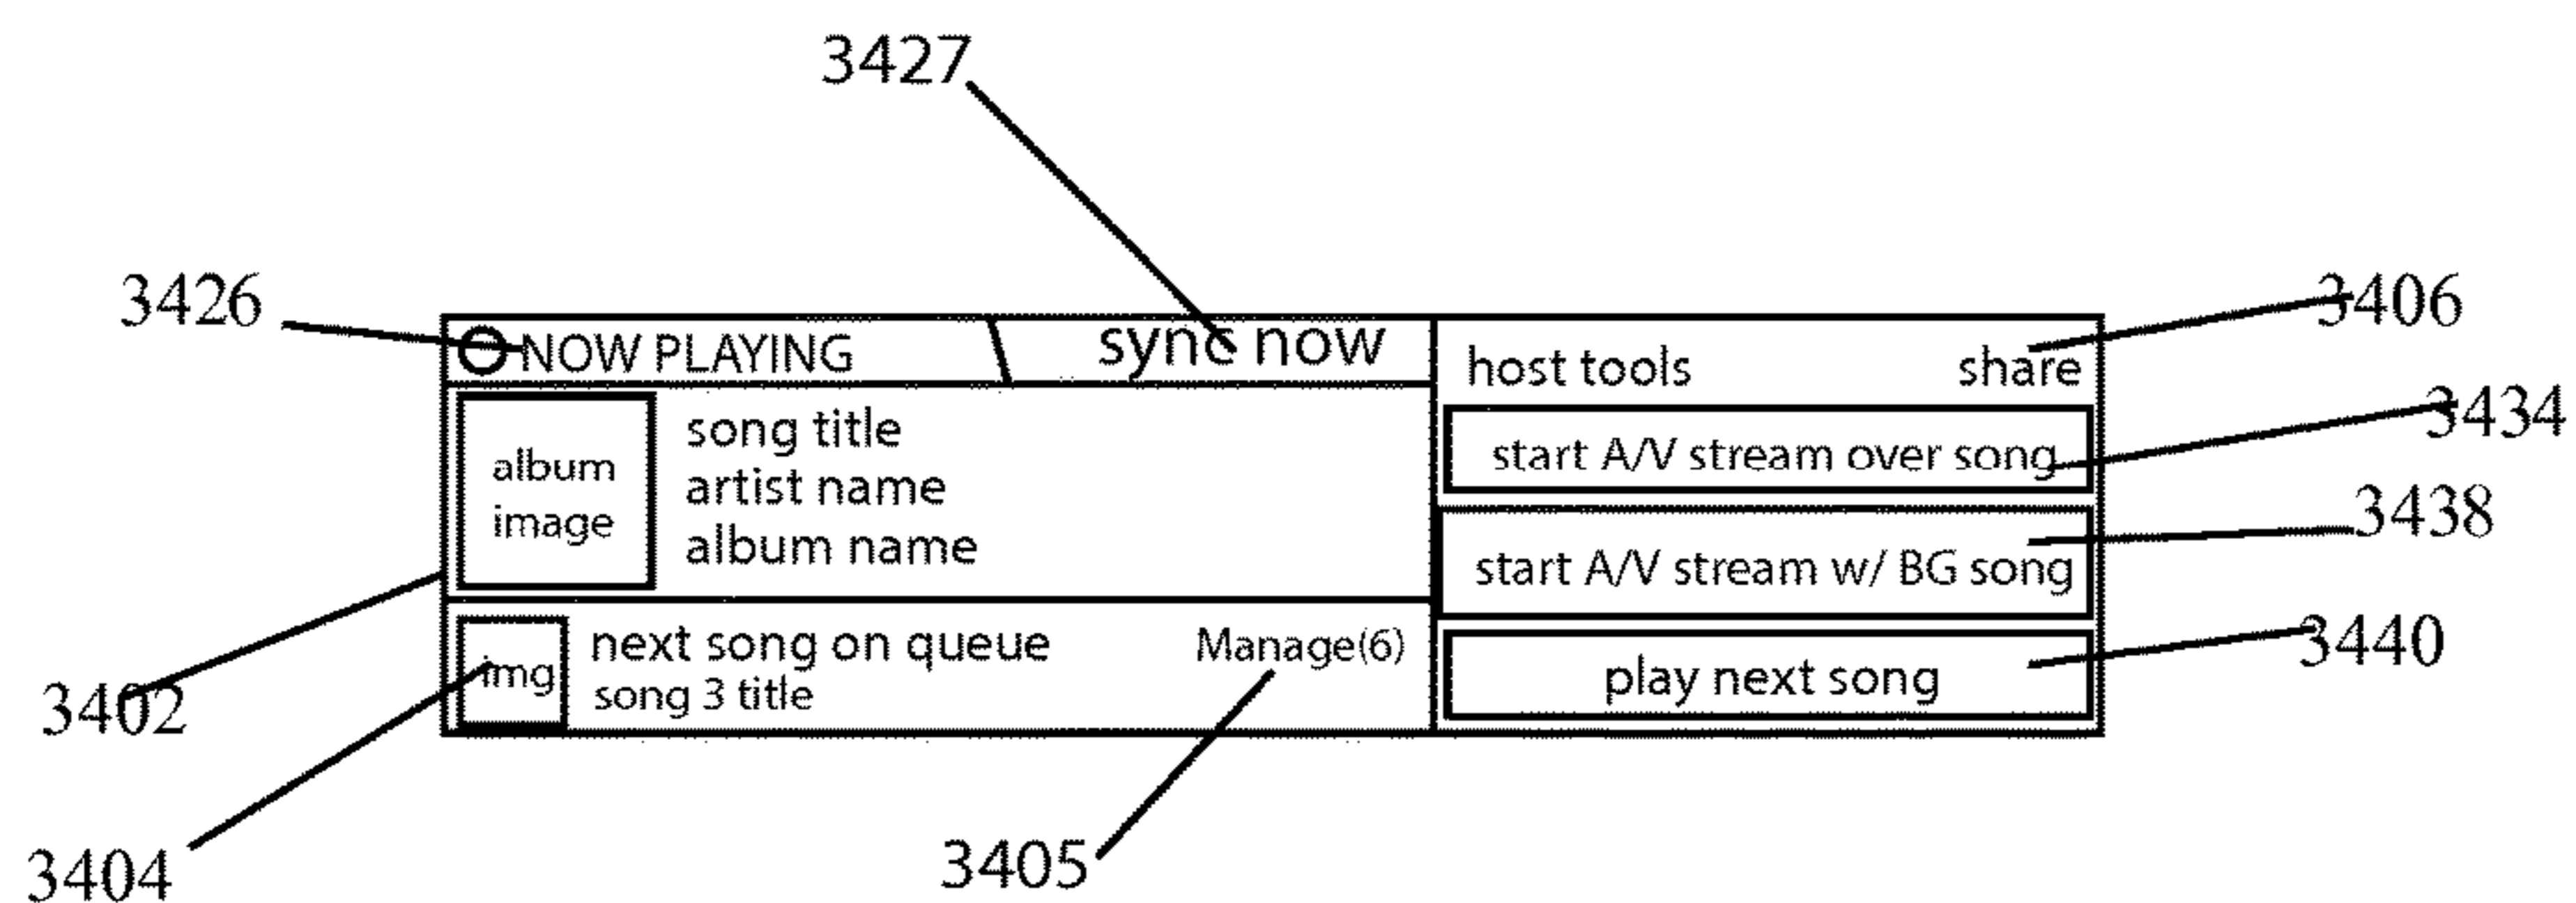 3427
3426
NOW PLAYING
sync now
host tools
share
3406
song title
artist name
album name
album
image
start A/V stream over song
3434
start A/V stream w/ BG song
3438
img
next song on queue
song 3 title
Manage(6)
play next song
3440
3402
3404
3405